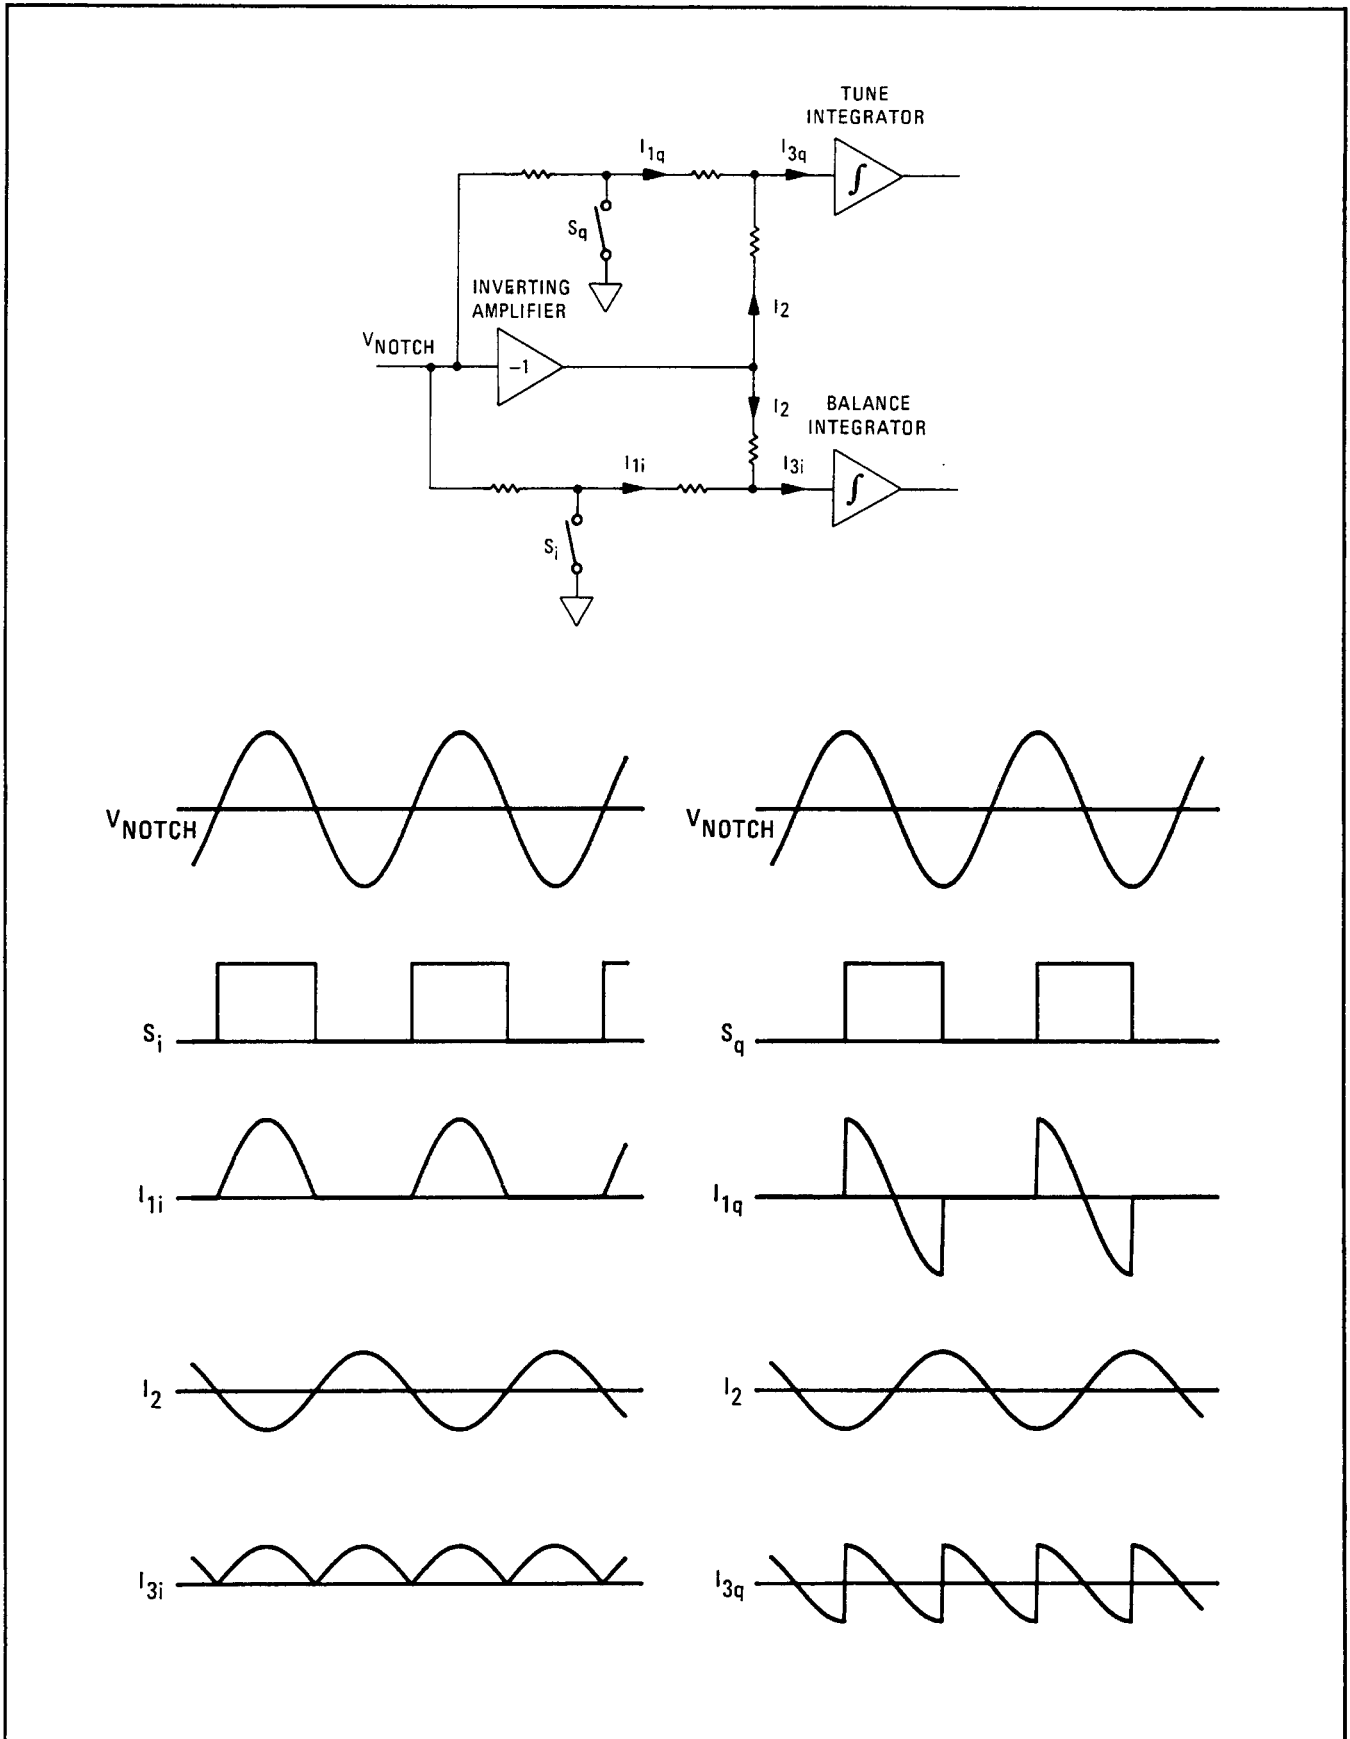 TUNE
INTEGRATOR
I1q
I3q
∫
Sq
INVERTING
AMPLIFIER
I2
VNOTCH
−1
I2
BALANCE
INTEGRATOR
I1i
I3i
∫
Si
VNOTCH
VNOTCH
Si
Sq
I1i
I1q
I2
I2
I3i
I3q